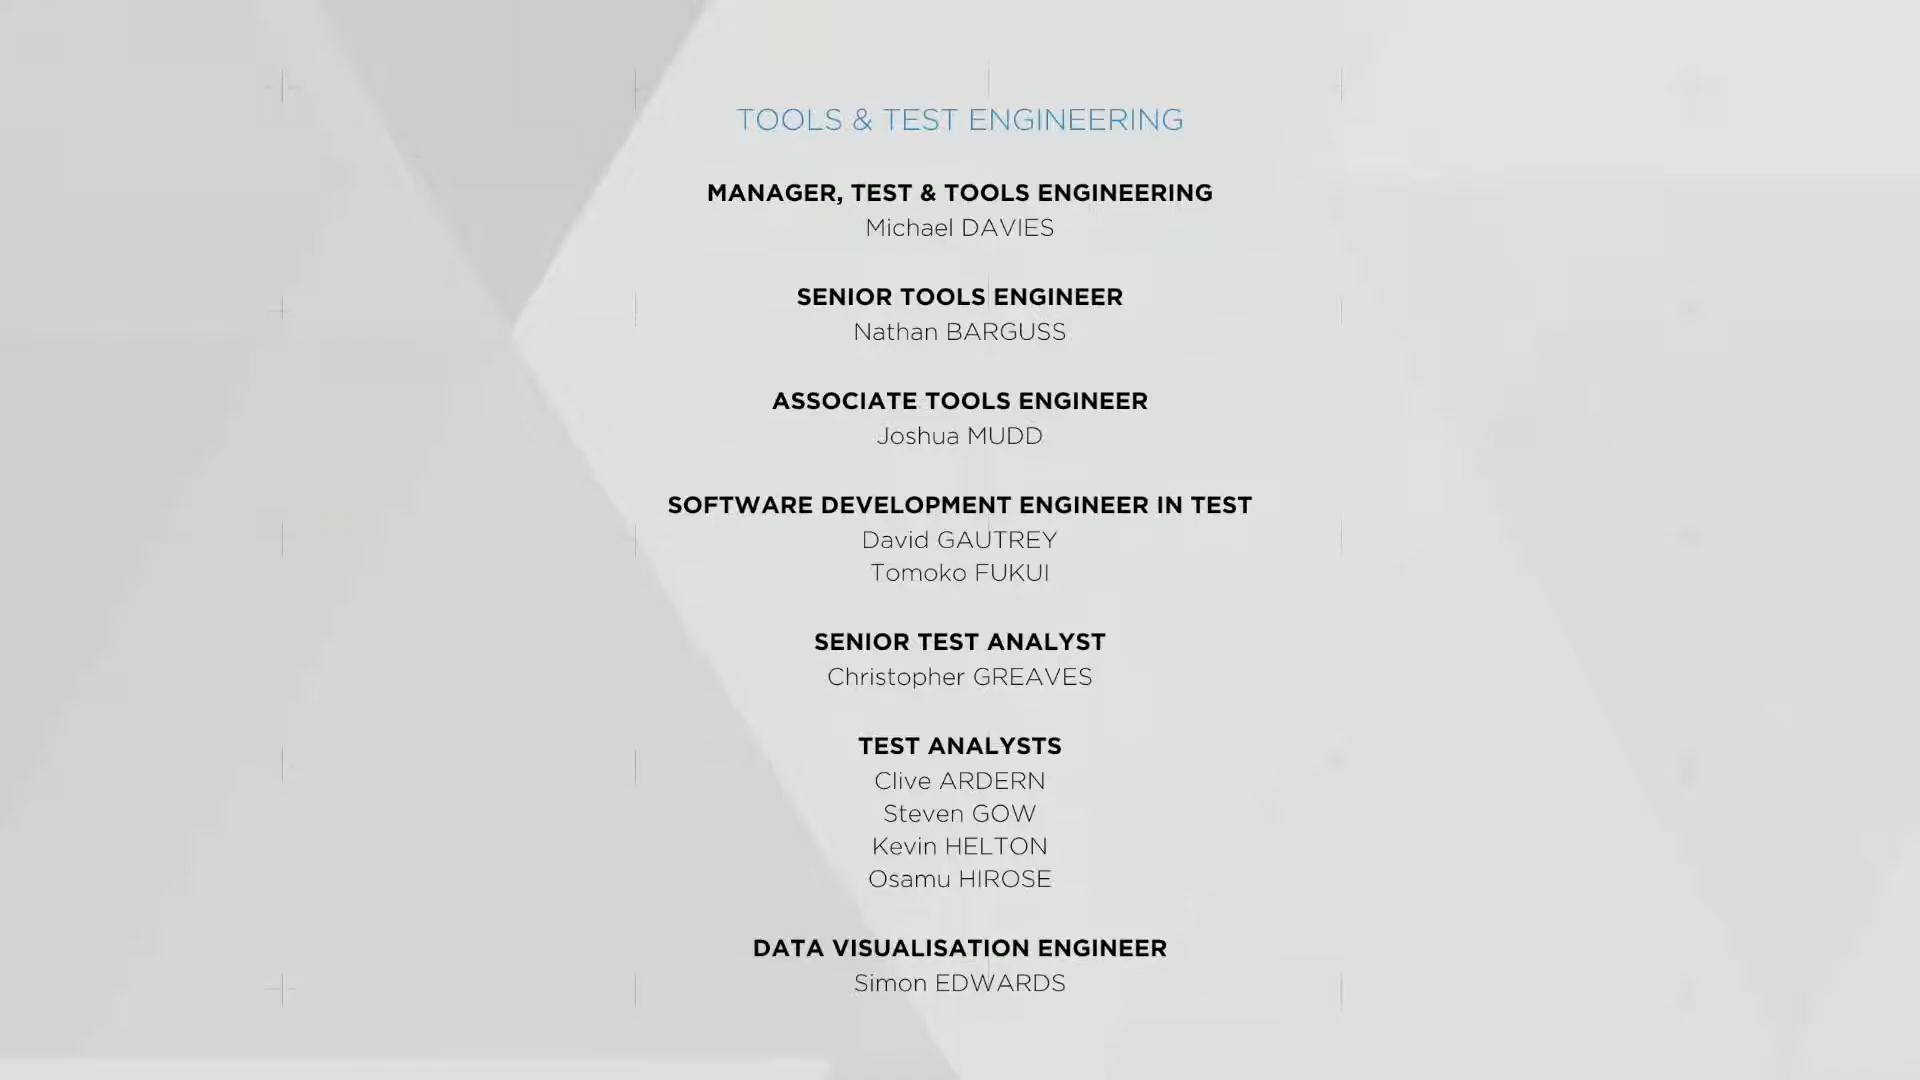 TOOLS & TEST ENGINEERING
MANAGER, TEST & TOOLS ENGINEERING
Michael DAVIES
SENIOR TOOLS ENGINEER
Nathan BARGUSS
ASSOCIATE TOOLS ENGINEER
Joshua MUDD
SOFTWARE DEVELOPMENT ENGINEER IN TEST
David GAUTREY
Tomoko FUKUI
SENIOR TEST ANALYST
Christopher GREAVES
TEST ANALYSTS
Clive ARDERN
Steven GOW
Kevin HELTON
Osamu HIROSE
DATA VISUALISATION ENGINEER
Simon EDWARDS